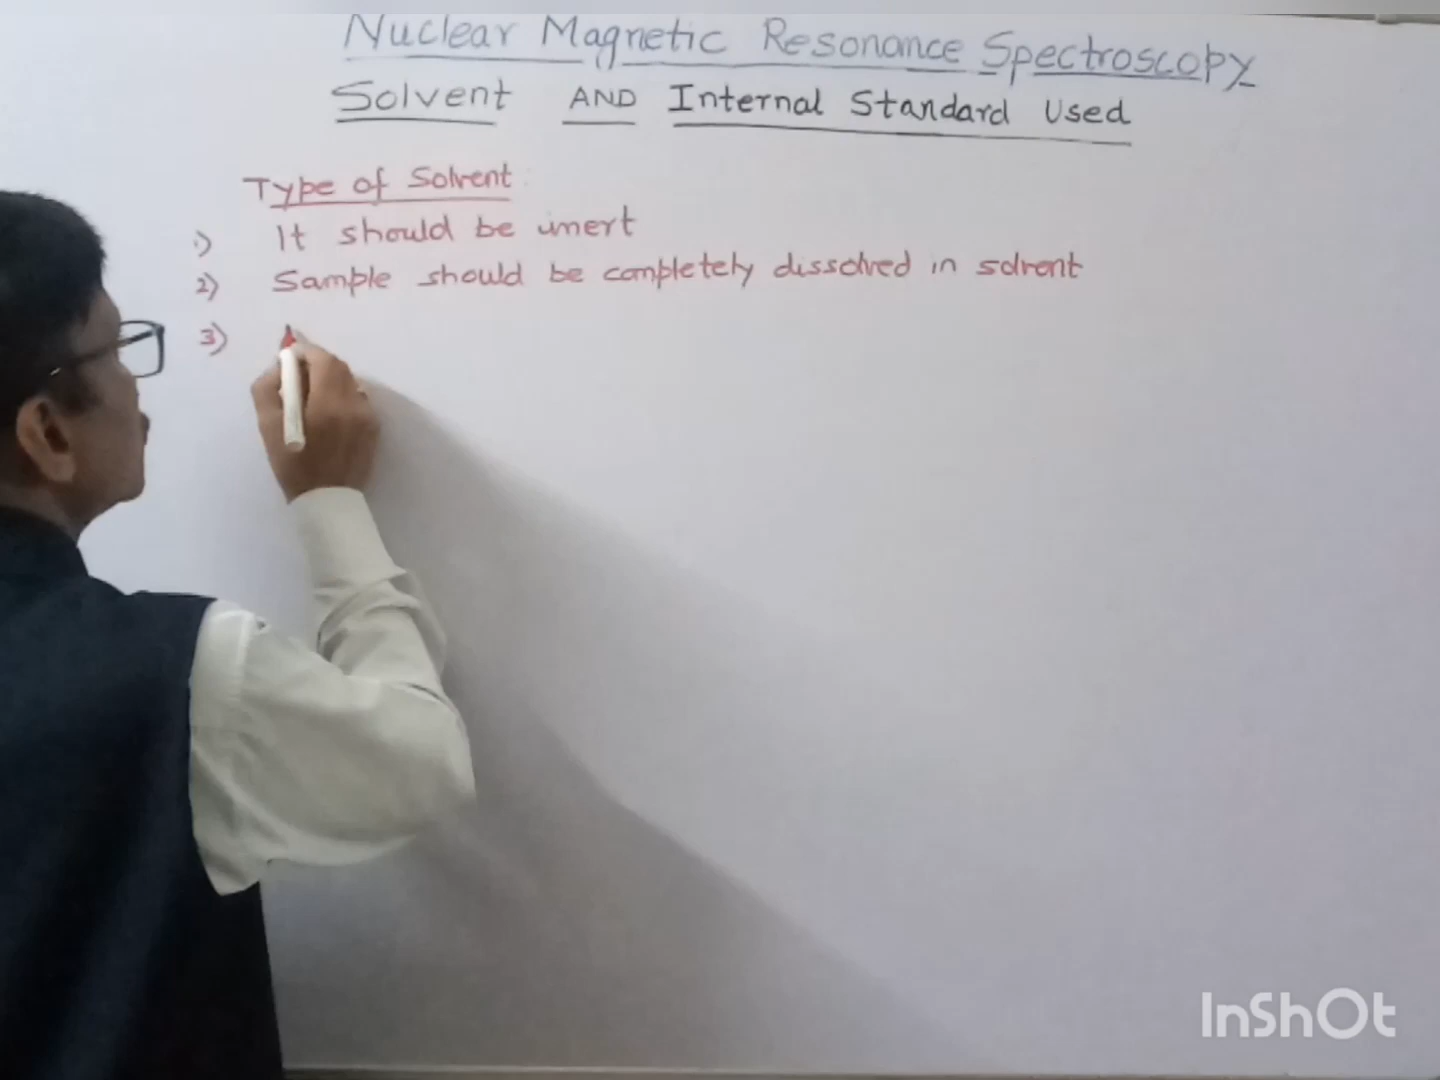 Nuclear Magnetic Resonance Spectroscopy
Solvent AND Internal Standard Used
Type of Solvent
1) It should be inert
2) Sample should be completely dissolved in solvent
3)
InShOt